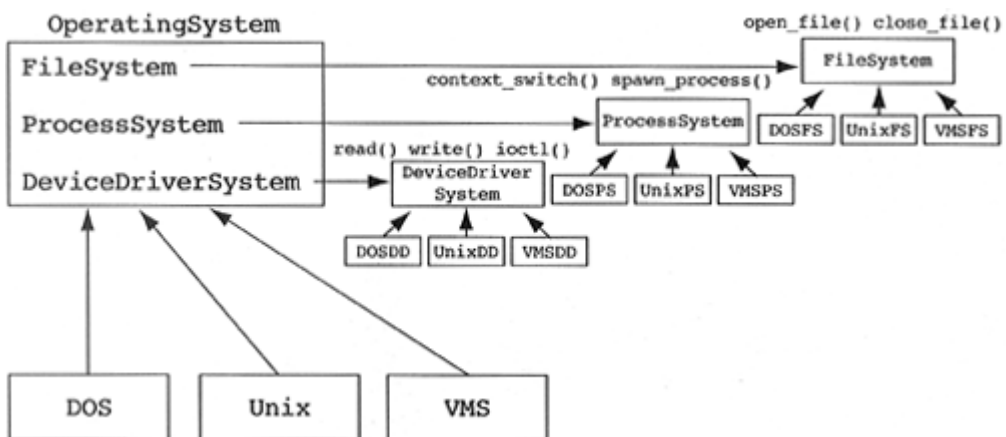 OperatingSystem
open_file() close_file()
FileSystem
FileSystem
context_switch() spawn_process()
ProcessSystem
ProcessSystem
DOSFS UnixFS VMSFS
read() write() ioctl()
DeviceDriverSystem
DeviceDriver
System
DOSPS UnixPS VMSPS
DOSDD UnixDD VMSDD
DOS Unix VMS